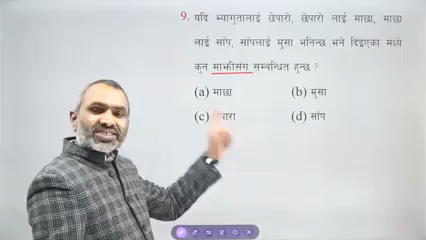 9. यदि भ्यागुतालाई छेपारो, छेपारो लाई माछा, माछा
लाई साँप, साँपलाई मुसा भनिन्छ भने दिइएका मध्ये
कुन माझीसंग सम्बन्धित हुन्छ ?
(a) माछा (b) मुसा
(c) (d) साँप